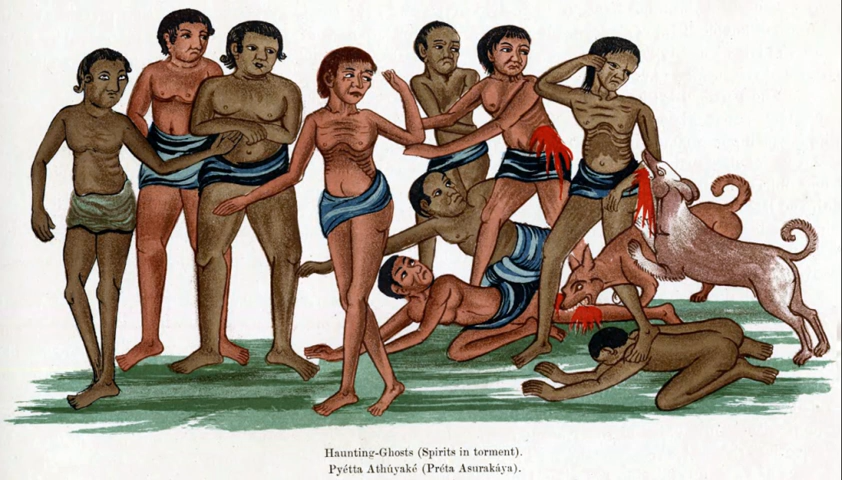 Haunting-Ghosts (Spirits in torment).
Pyétta Athúyaké (Préta Asurakáya).